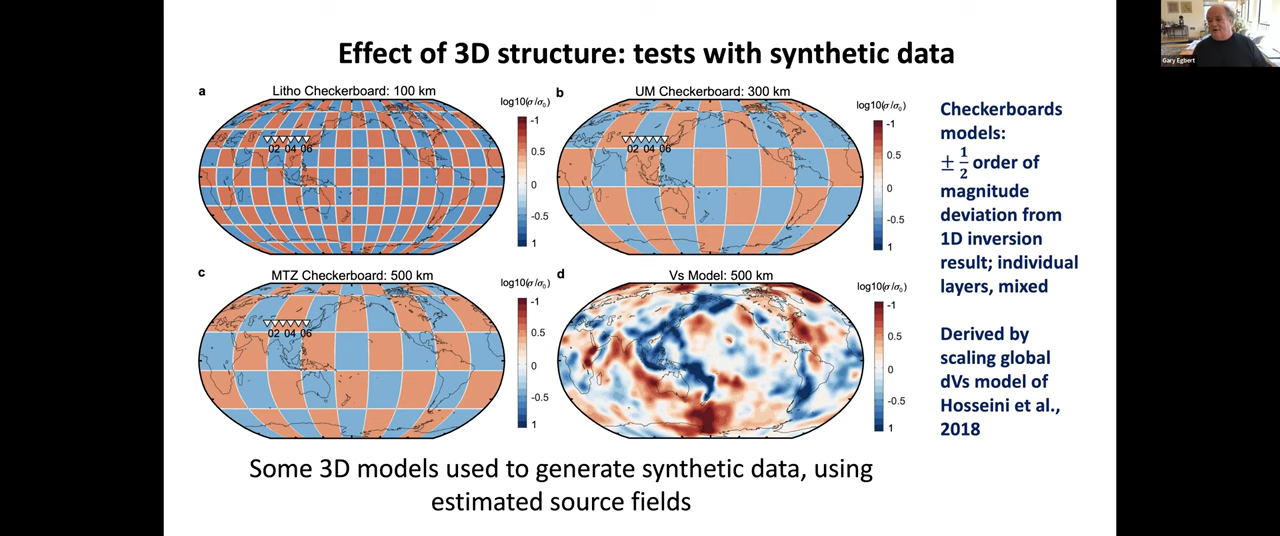 Effect of 3D structure: tests with synthetic data
a
Litho Checkerboard: 100 km
log10(σ/σ₀)
-1
0.5
0
-0.5
1
02 04 06
b
UM Checkerboard: 300 km
log10(σ/σ₀)
-1
0.5
0
-0.5
1
02 04 06
c
MTZ Checkerboard: 500 km
log10(σ/σ₀)
-1
0.5
0
-0.5
1
02 04 06
d
Vs Model: 500 km
log10(σ/σ₀)
-1
0.5
0
-0.5
1
Checkerboards
models:
± 1/2 order of
magnitude
deviation from
1D inversion
result; individual
layers, mixed
Derived by
scaling global
dVs model of
Hosseini et al.,
2018
Some 3D models used to generate synthetic data, using
estimated source fields
Gary Egbert